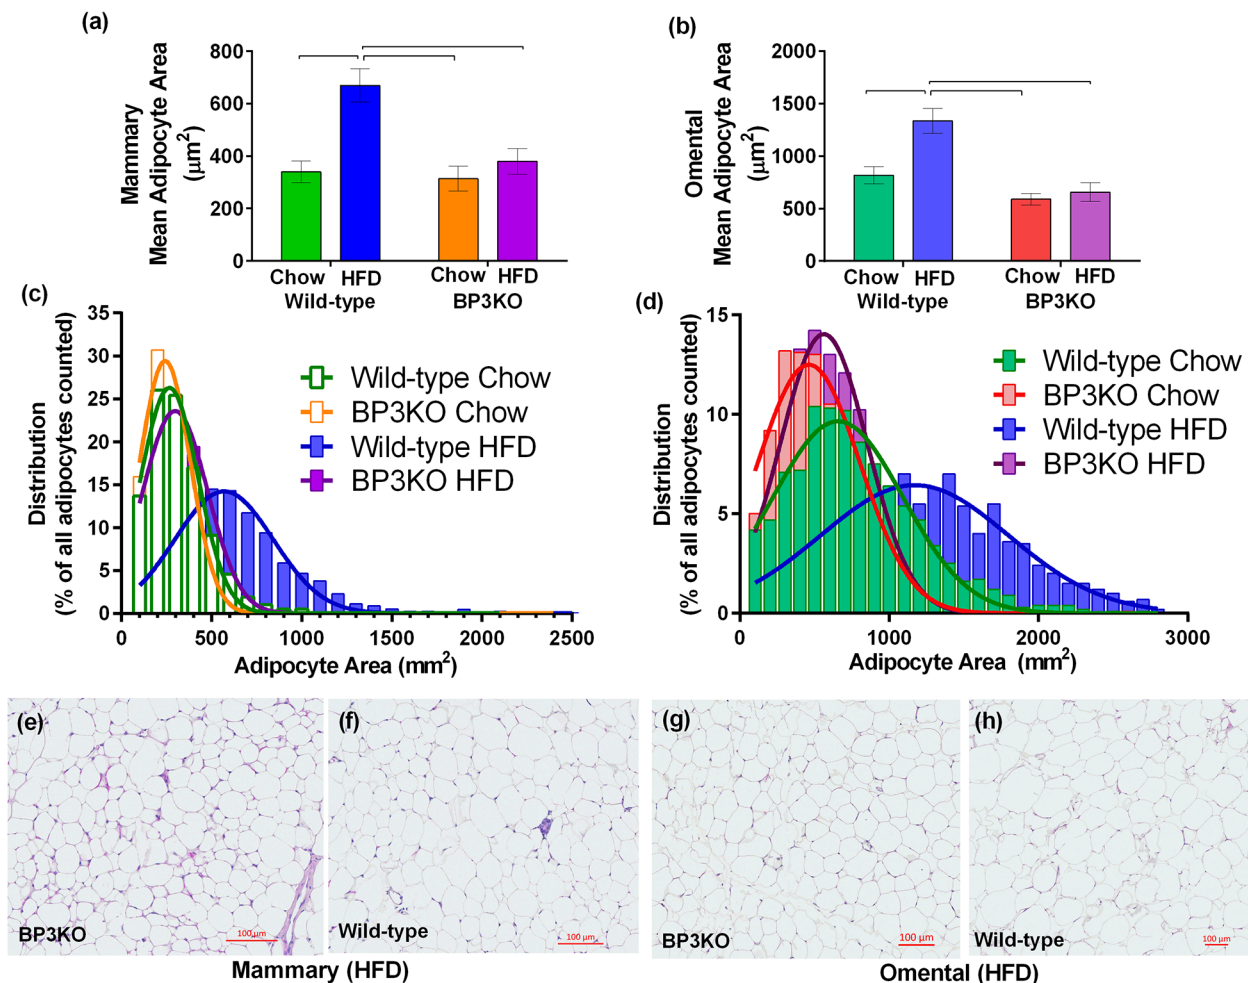 (a)
Mammary
Mean Adipocyte Area
(μm²)
800
600
400
200
0
Chow HFD Chow HFD
Wild-type BP3KO
(b)
Omental
Mean Adipocyte Area
(μm²)
2000
1500
1000
500
0
Chow HFD Chow HFD
Wild-type BP3KO
(c)
Distribution
(% of all adipocytes counted)
35
30
25
20
15
10
5
0
0 500 1000 1500 2000 2500
Adipocyte Area (mm²)
Wild-type Chow
BP3KO Chow
Wild-type HFD
BP3KO HFD
(d)
Distribution
(% of all adipocytes counted)
15
10
5
0
0 1000 2000 3000
Adipocyte Area (mm²)
Wild-type Chow
BP3KO Chow
Wild-type HFD
BP3KO HFD
(e)
BP3KO
100 μm
(f)
Wild-type
100 μm
Mammary (HFD)
(g)
BP3KO
100 μm
(h)
Wild-type
100 μm
Omental (HFD)